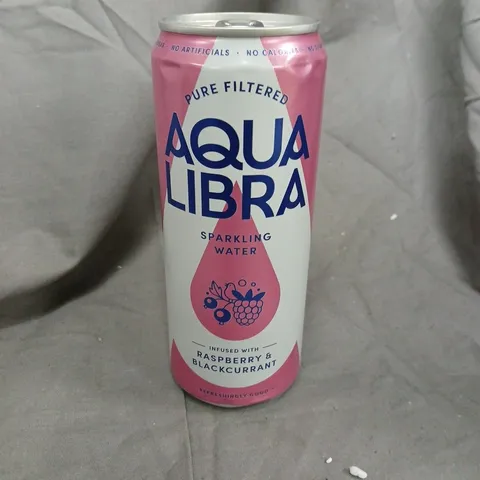 NO ARTIFICIALS · NO CALORIES
PURE FILTERED
AQUA
LIBRA
SPARKLING
WATER
INFUSED WITH
RASPBERRY &
BLACKCURRANT